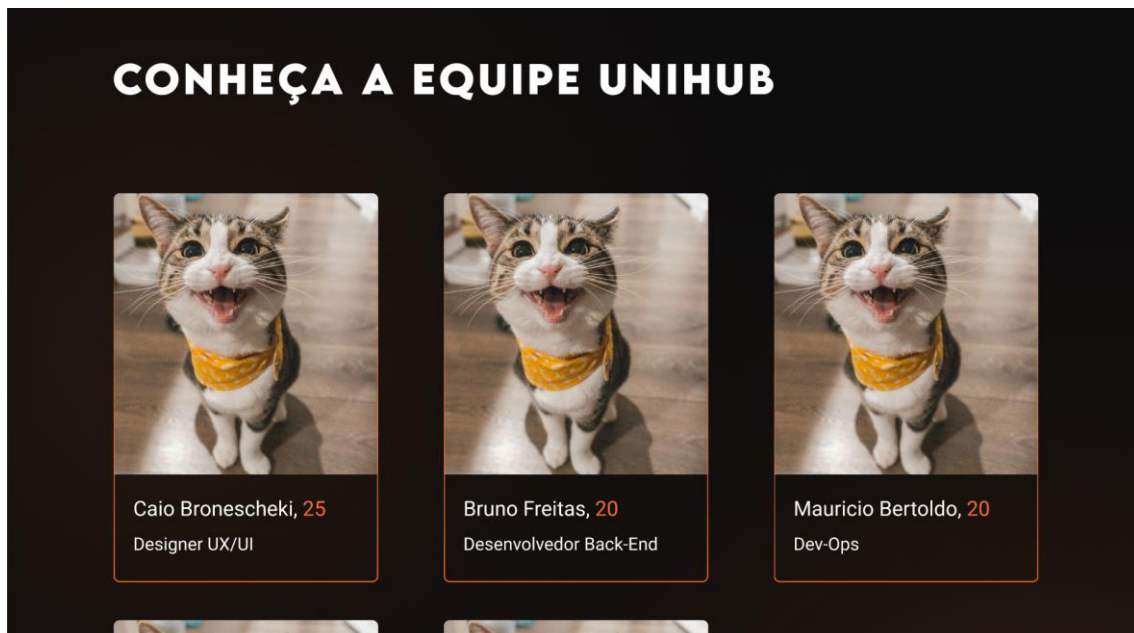 CONHEÇA A EQUIPE UNIHUB
Caio Bronescheki, 25
Designer UX/UI
Bruno Freitas, 20
Desenvolvedor Back-End
Mauricio Bertoldo, 20
Dev-Ops